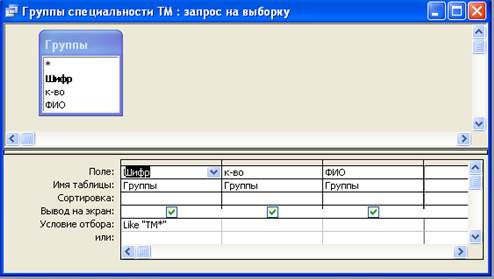 Группы специальности ТМ : запрос на выборку
Группы
*
Шифр
к-во
ФИО
Поле: Шифр к-во ФИО
Имя таблицы: Группы Группы Группы
Сортировка:
Вывод на экран:
Условие отбора: Like "ТМ*"
или: